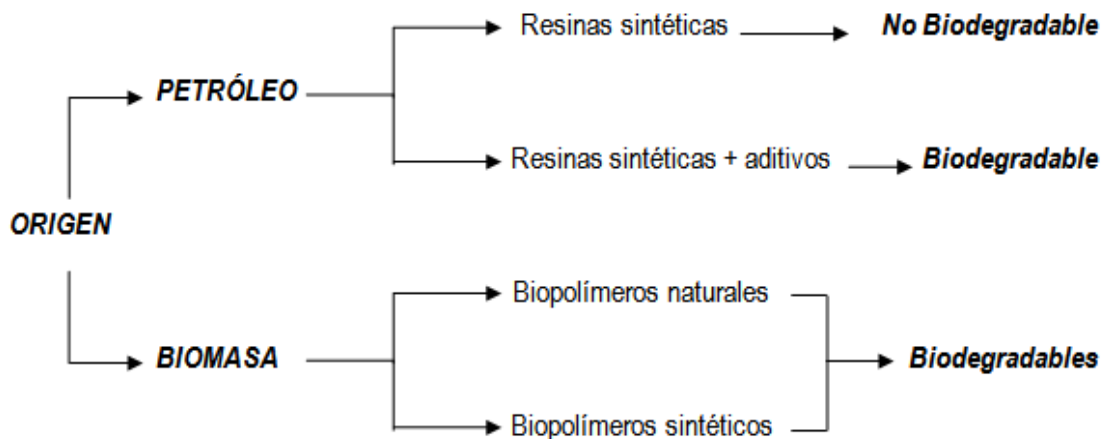 Resinas sintéticas No Biodegradable
PETRÓLEO
Resinas sintéticas + aditivos Biodegradable
ORIGEN
Biopolímeros naturales
BIOMASA Biodegradables
Biopolímeros sintéticos